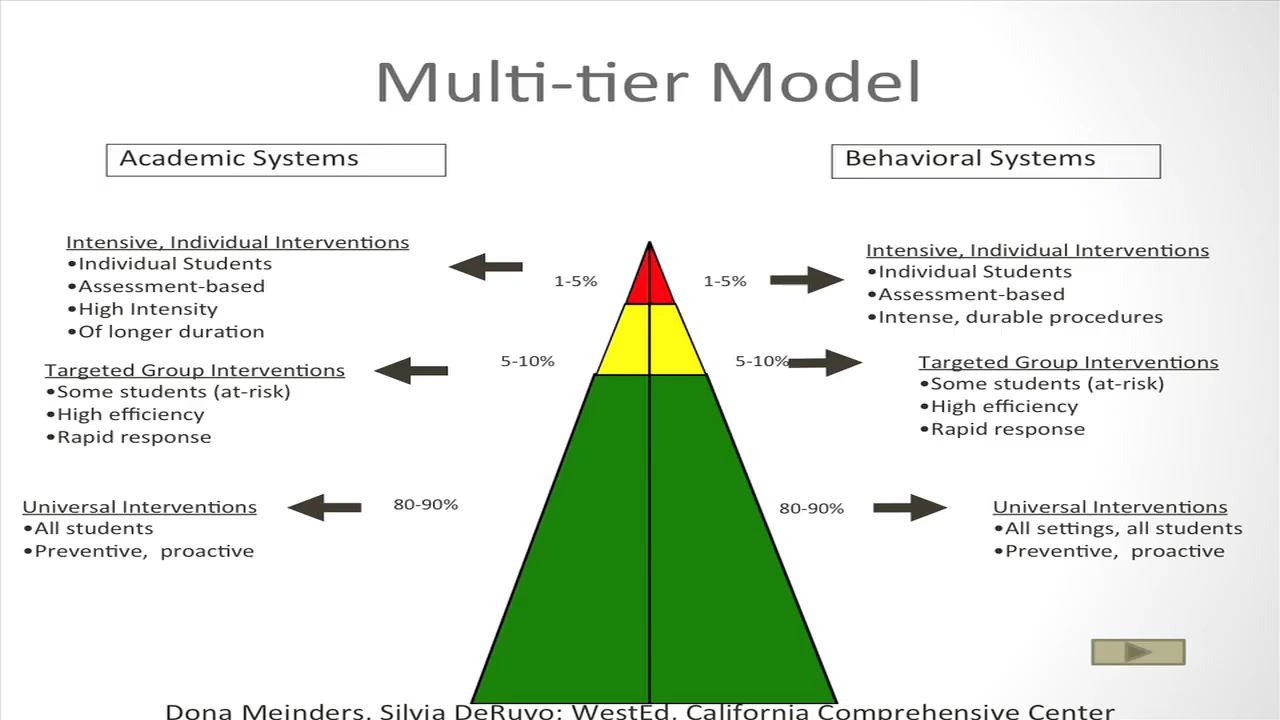 Multi-tier Model
Academic Systems
Behavioral Systems
Intensive, Individual Interventions
•Individual Students
•Assessment-based
•High Intensity
•Of longer duration
1-5%
1-5%
Intensive, Individual Interventions
•Individual Students
•Assessment-based
•Intense, durable procedures
Targeted Group Interventions
•Some students (at-risk)
•High efficiency
•Rapid response
5-10%
5-10%
Targeted Group Interventions
•Some students (at-risk)
•High efficiency
•Rapid response
Universal Interventions
•All students
•Preventive, proactive
80-90%
80-90%
Universal Interventions
•All settings, all students
•Preventive, proactive
Dona Meinders, Silvia DeRuvo; WestEd, California Comprehensive Center